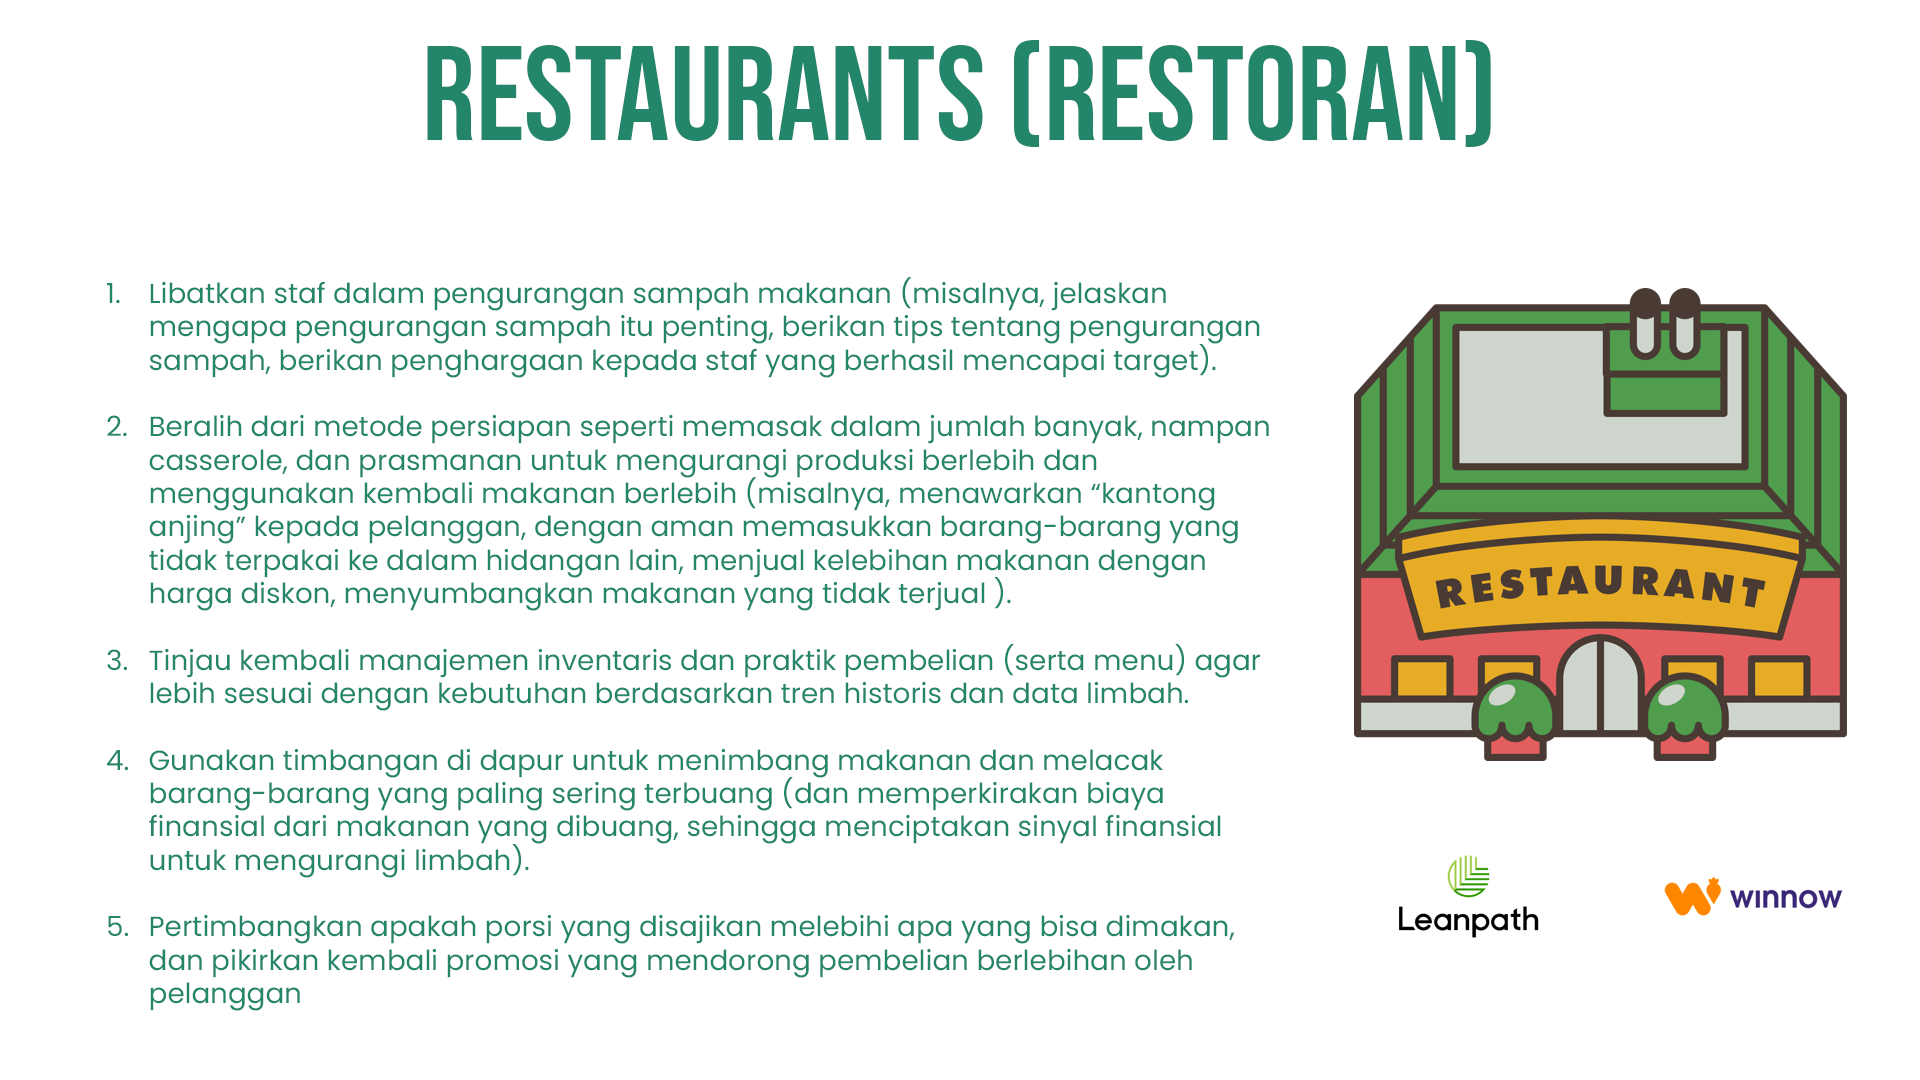 RESTAURANTS (RESTORAN)
1. Libatkan staf dalam pengurangan sampah makanan (misalnya, jelaskan
mengapa pengurangan sampah itu penting, berikan tips tentang pengurangan
sampah, berikan penghargaan kepada staf yang berhasil mencapai target).
2. Beralih dari metode persiapan seperti memasak dalam jumlah banyak, nampan
casserole, dan prasmanan untuk mengurangi produksi berlebih dan
menggunakan kembali makanan berlebih (misalnya, menawarkan “kantong
anjing” kepada pelanggan, dengan aman memasukkan barang-barang yang
tidak terpakai ke dalam hidangan lain, menjual kelebihan makanan dengan
harga diskon, menyumbangkan makanan yang tidak terjual ).
3. Tinjau kembali manajemen inventaris dan praktik pembelian (serta menu) agar
lebih sesuai dengan kebutuhan berdasarkan tren historis dan data limbah.
4. Gunakan timbangan di dapur untuk menimbang makanan dan melacak
barang-barang yang paling sering terbuang (dan memperkirakan biaya
finansial dari makanan yang dibuang, sehingga menciptakan sinyal finansial
untuk mengurangi limbah).
5. Pertimbangkan apakah porsi yang disajikan melebihi apa yang bisa dimakan,
dan pikirkan kembali promosi yang mendorong pembelian berlebihan oleh
pelanggan
RESTAURANT
Leanpath
winnow